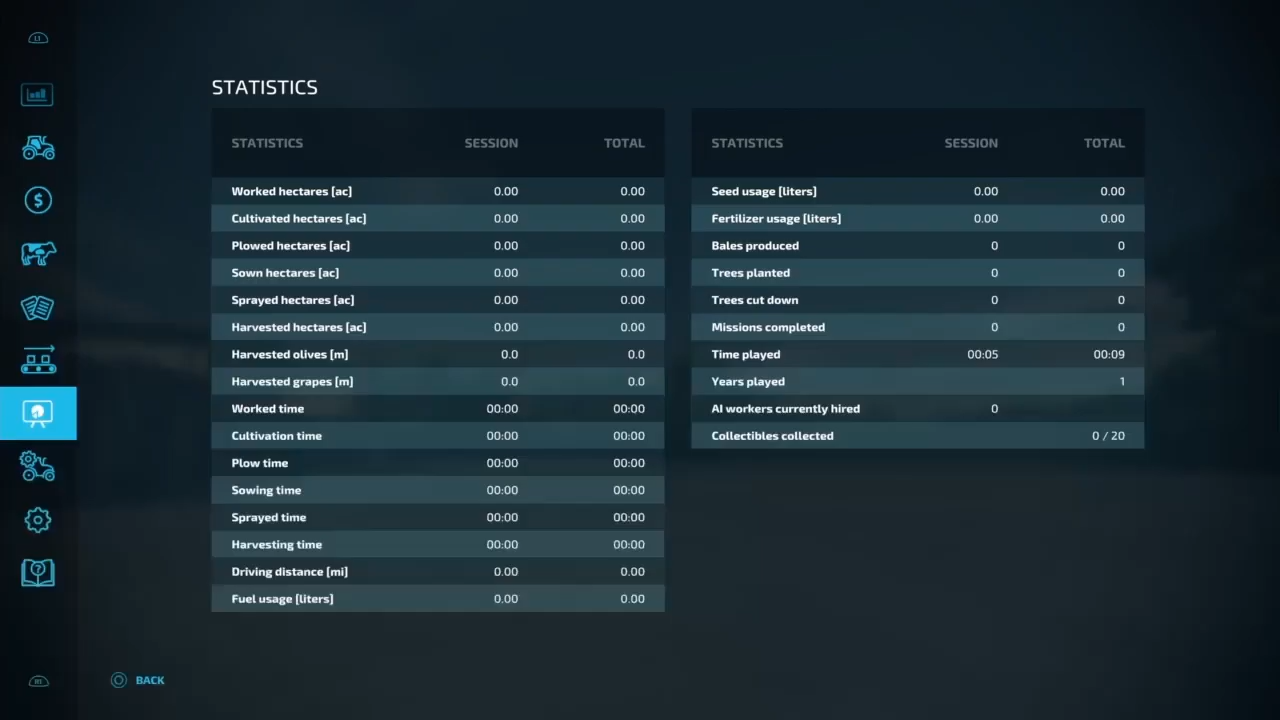 L1
STATISTICS
STATISTICS SESSION TOTAL
Worked hectares [ac] 0.00 0.00
Cultivated hectares [ac] 0.00 0.00
Plowed hectares [ac] 0.00 0.00
Sown hectares [ac] 0.00 0.00
Sprayed hectares [ac] 0.00 0.00
Harvested hectares [ac] 0.00 0.00
Harvested olives [m] 0.0 0.0
Harvested grapes [m] 0.0 0.0
Worked time 00:00 00:00
Cultivation time 00:00 00:00
Plow time 00:00 00:00
Sowing time 00:00 00:00
Sprayed time 00:00 00:00
Harvesting time 00:00 00:00
Driving distance [mi] 0.00 0.00
Fuel usage [liters] 0.00 0.00
STATISTICS SESSION TOTAL
Seed usage [liters] 0.00 0.00
Fertilizer usage [liters] 0.00 0.00
Bales produced 0 0
Trees planted 0 0
Trees cut down 0 0
Missions completed 0 0
Time played 00:05 00:09
Years played 1
AI workers currently hired 0
Collectibles collected 0 / 20
$
?
BACK